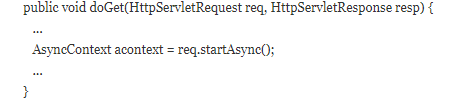 public void doGet(HttpServletRequest req, HttpServletResponse resp) {
...
AsyncContext acontext = req.startAsync();
...
}